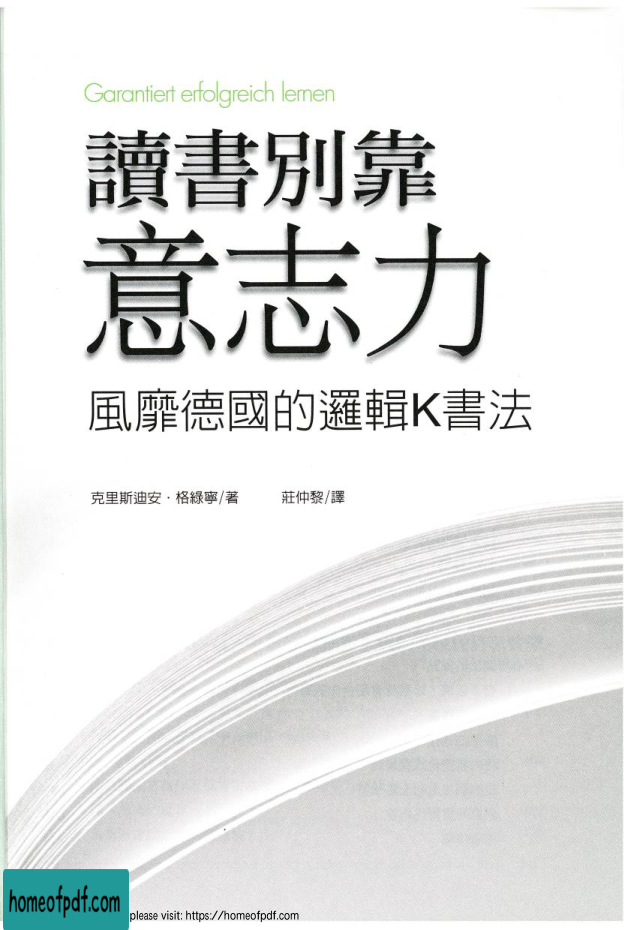 Garantiert erfolgreich lernen
讀書別靠
意志力
風靡德國的邏輯K書法
克里斯迪安．格綠寧/著 莊仲黎/譯
homeofpdf.com
please visit: https://homeofpdf.com